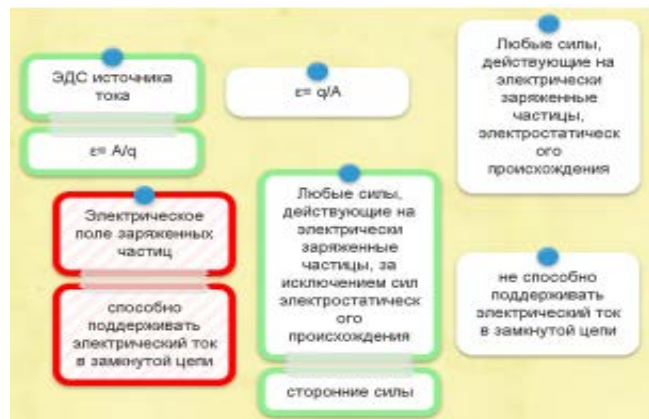 ЭДС источника
тока
ε= A/q
ε= q/A
Любые силы,
действующие на
электрически
заряженные
частицы,
электростатическ
ого
происхождения
Электрическое
поле заряженных
частиц
способно
поддерживать
электрический ток
в замкнутой цепи
Любые силы,
действующие на
электрически
заряженные
частицы, за
исключением сил
электростатическ
ого
происхождения
сторонние силы
не способно
поддерживать
электрический ток
в замкнутой цепи